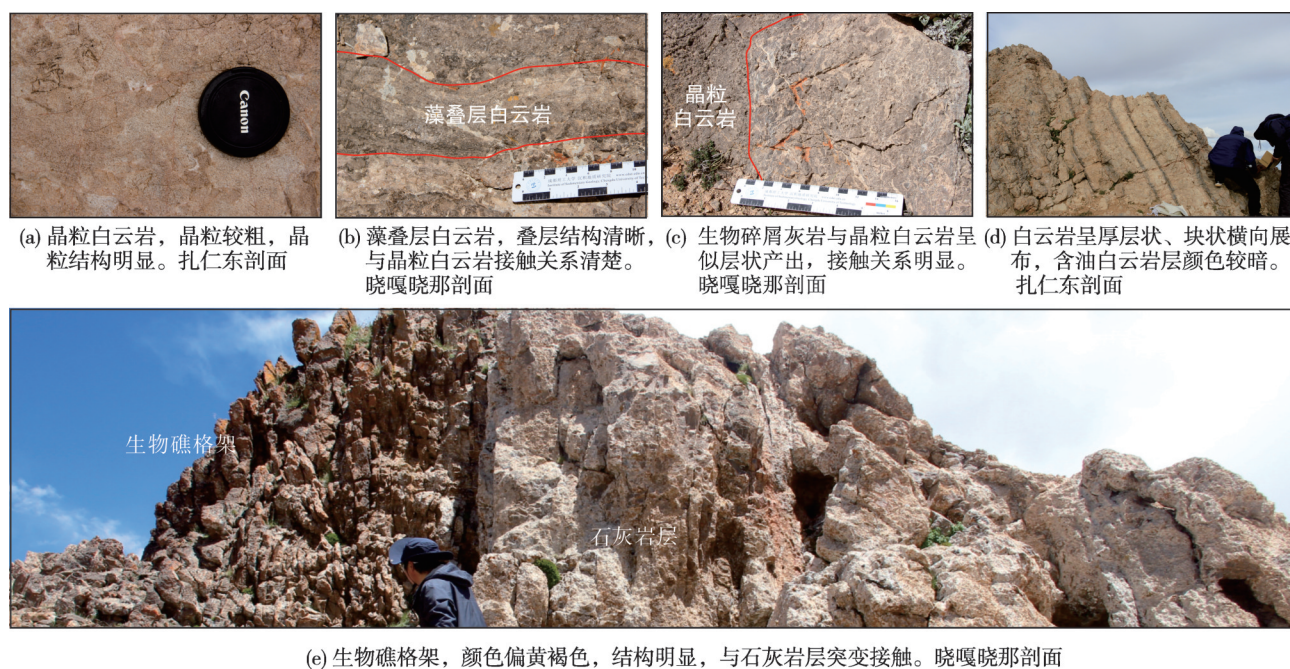 Canon
藻叠层白云岩
晶粒
白云岩
(a) 晶粒白云岩，晶粒较粗，晶
粒结构明显。扎仁东剖面
(b) 藻叠层白云岩，叠层结构清晰，
与晶粒白云岩接触关系清楚。
晓嘎晓那剖面
(c) 生物碎屑灰岩与晶粒白云岩呈
似层状产出，接触关系明显。
晓嘎晓那剖面
(d) 白云岩呈厚层状、块状横向展
布，含油白云岩层颜色较暗。
扎仁东剖面
生物礁格架
石灰岩层
(e) 生物礁格架，颜色偏黄褐色，结构明显，与石灰岩层突变接触。晓嘎晓那剖面